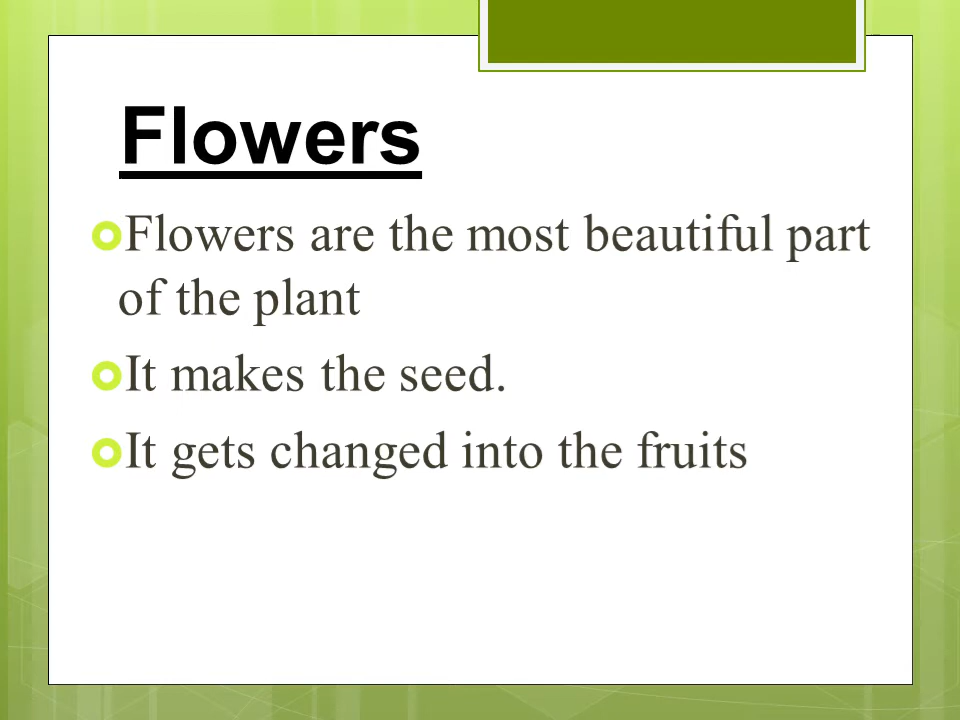 Flowers
Flowers are the most beautiful part
of the plant
It makes the seed.
It gets changed into the fruits